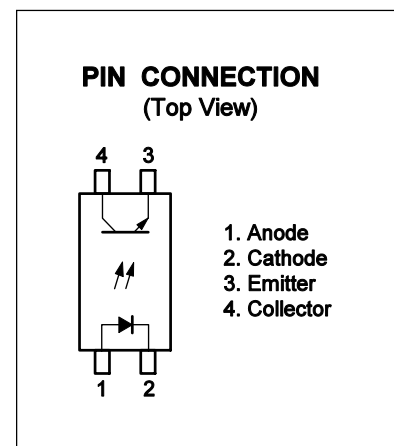 PIN CONNECTION
(Top View)
4 3
1. Anode
2. Cathode
3. Emitter
4. Collector
1 2